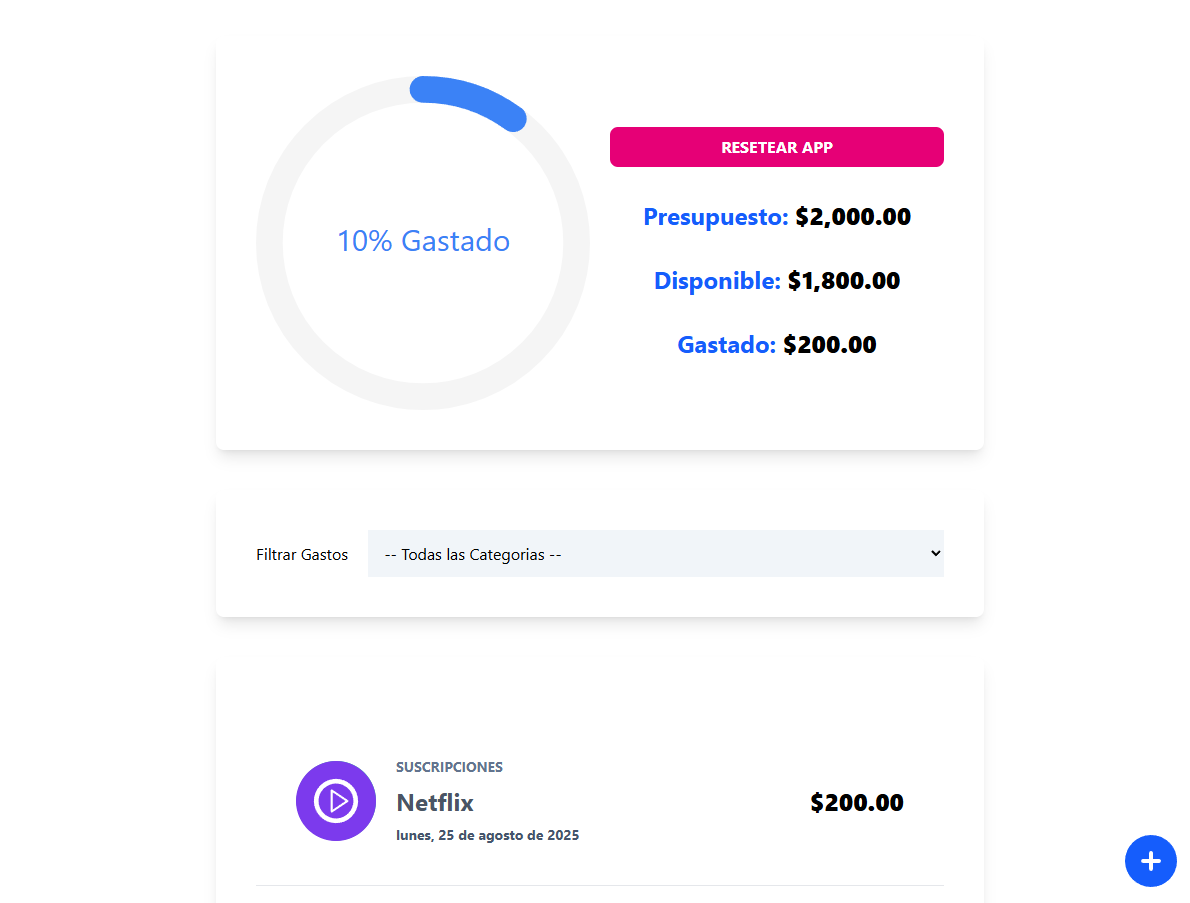 10% Gastado
RESETEAR APP
Presupuesto: $2,000.00
Disponible: $1,800.00
Gastado: $200.00
Filtrar Gastos
-- Todas las Categorias --
SUSCRIPCIONES
Netflix
$200.00
lunes, 25 de agosto de 2025